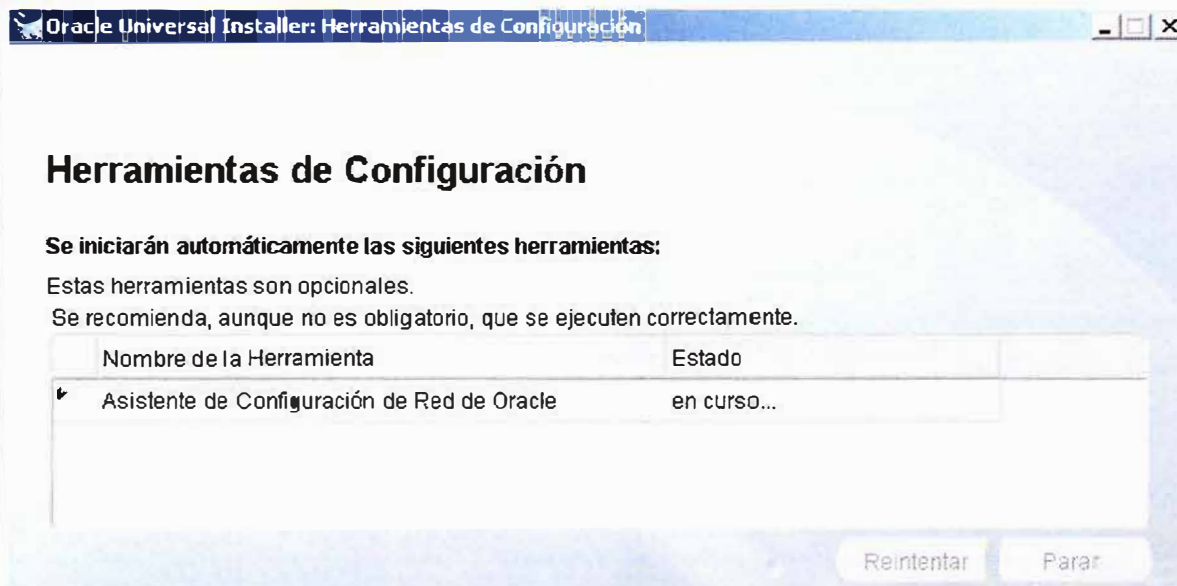 Oracle Universal Installer: Herramientas de Configuración
Herramientas de Configuración
Se iniciarán automáticamente las siguientes herramientas:
Estas herramientas son opcionales.
Se recomienda, aunque no es obligatorio, que se ejecuten correctamente.
Nombre de la Herramienta Estado
Asistente de Configuración de Red de Oracle en curso...
Reintentar Parar